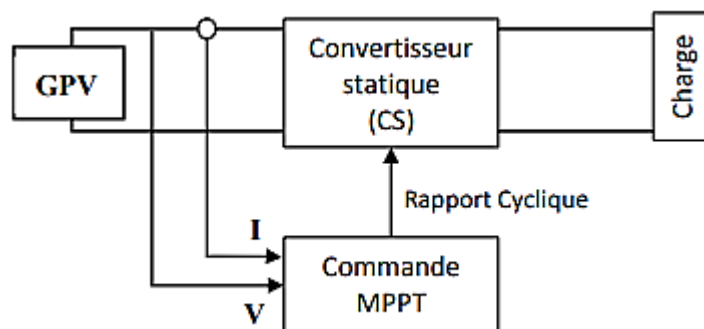 GPV
Convertisseur
statique
(CS)
Charge
Rapport Cyclique
I
V
Commande
MPPT